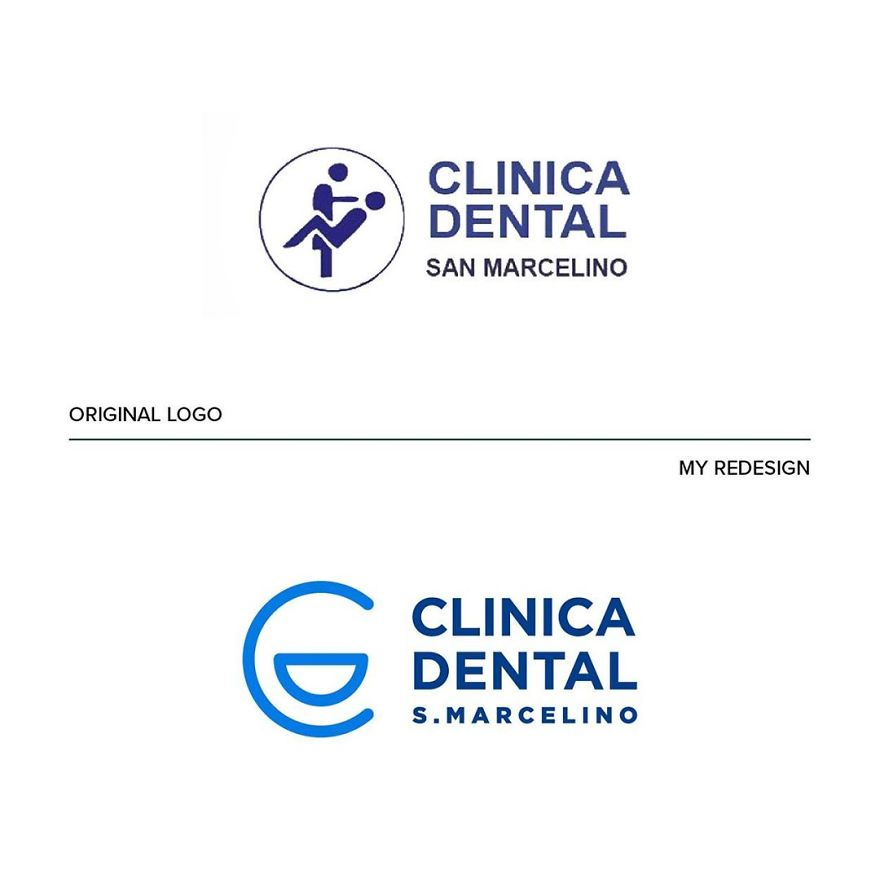 CLINICA
DENTAL
SAN MARCELINO
ORIGINAL LOGO
MY REDESIGN
CLINICA
DENTAL
S.MARCELINO